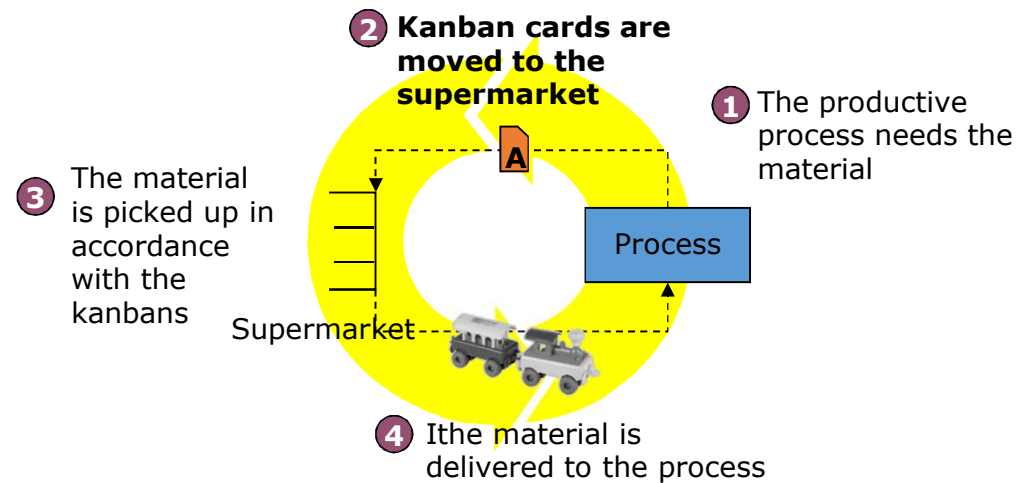 2 Kanban cards are
moved to the
supermarket
1 The productive
process needs the
material
A
3 The material
is picked up in
accordance
with the
kanbans
Process
Supermarket
4 Ithe material is
delivered to the process